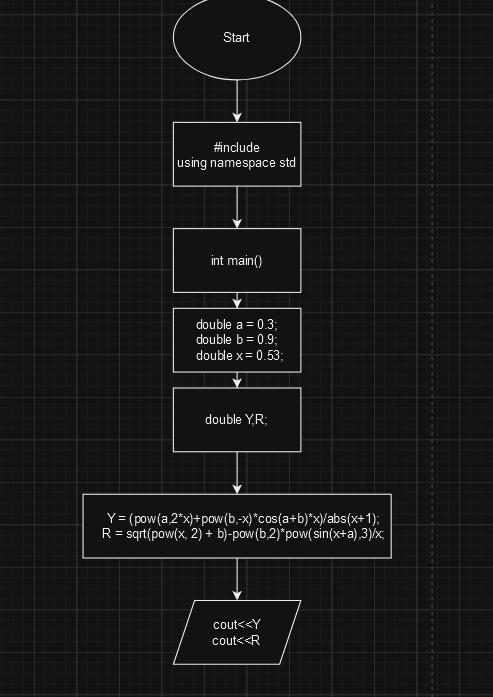 Start
#include
using namespace std
int main()
double a = 0.3;
double b = 0.9;
double x = 0.53;
double Y,R;
Y = (pow(a,2*x)+pow(b,-x)*cos(a+b)*x)/abs(x+1);
R = sqrt(pow(x, 2) + b)-pow(b,2)*pow(sin(x+a),3)/x;
cout<<Y
cout<<R